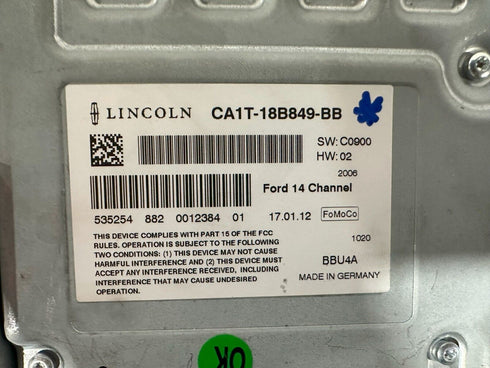 LINCOLN CA1T-18B849-BB
SW: C0900
HW: 02
2006
Ford 14 Channel
535254 882 0012384 01 17.01.12 FoMoCo
THIS DEVICE COMPLIES WITH PART 15 OF THE FCC
RULES. OPERATION IS SUBJECT TO THE FOLLOWING
TWO CONDITIONS: (1) THIS DEVICE MAY NOT CAUSE
HARMFUL INTERFERENCE AND (2) THIS DEVICE MUST
ACCEPT ANY INTERFERENCE RECEIVED, INCLUDING
INTERFERENCE THAT MAY CAUSE UNDESIRED
OPERATION.
1020
BBU4A
MADE IN GERMANY
OK